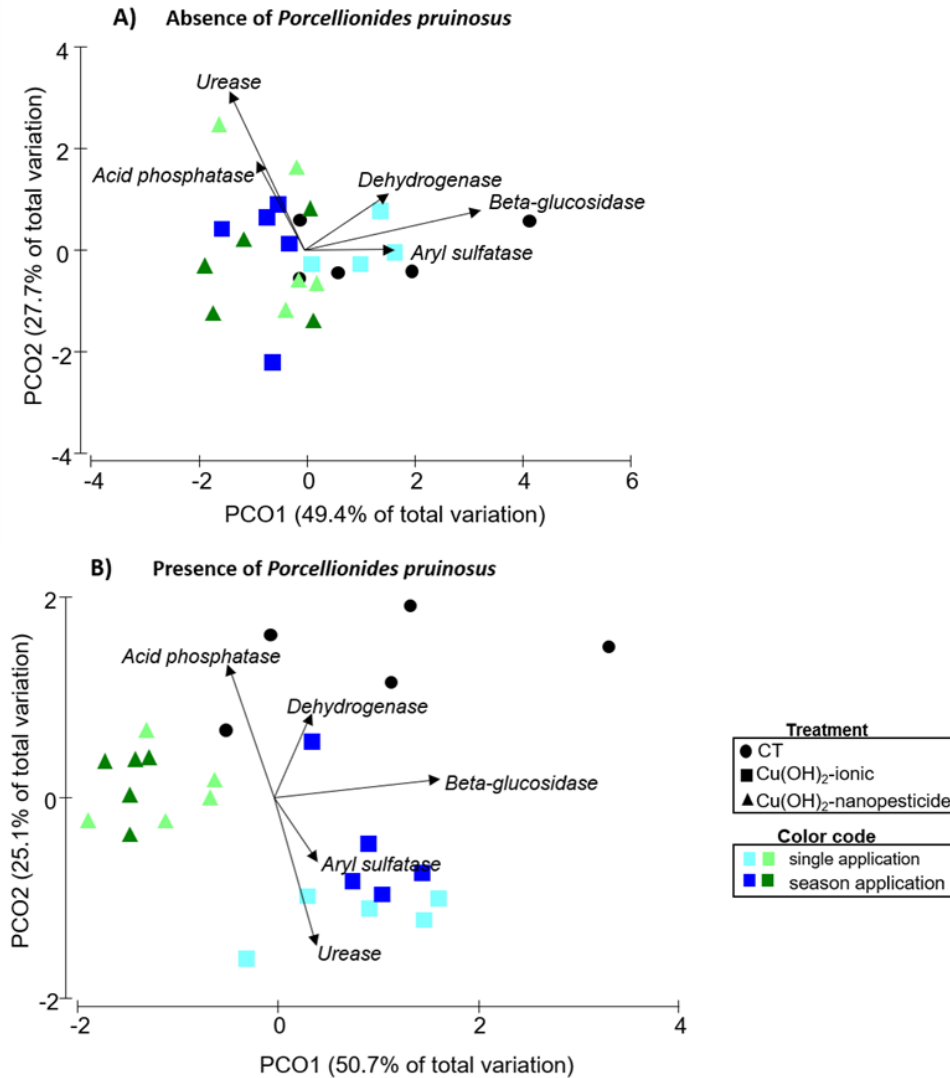 A) Absence of Porcellionides pruinosus
4
Urease
2
Acid phosphatase
Dehydrogenase
Beta-glucosidase
0
Aryl sulfatase
-2
-4
PCO2 (27.7% of total variation)
-4 -2 0 2 4 6
PCO1 (49.4% of total variation)
B) Presence of Porcellionides pruinosus
2
Acid phosphatase
Dehydrogenase
Beta-glucosidase
0
Aryl sulfatase
Urease
-2
PCO2 (25.1% of total variation)
-2 0 2 4
PCO1 (50.7% of total variation)
Treatment
CT
Cu(OH)₂-ionic
Cu(OH)₂-nanopesticide
Color code
single application
season application